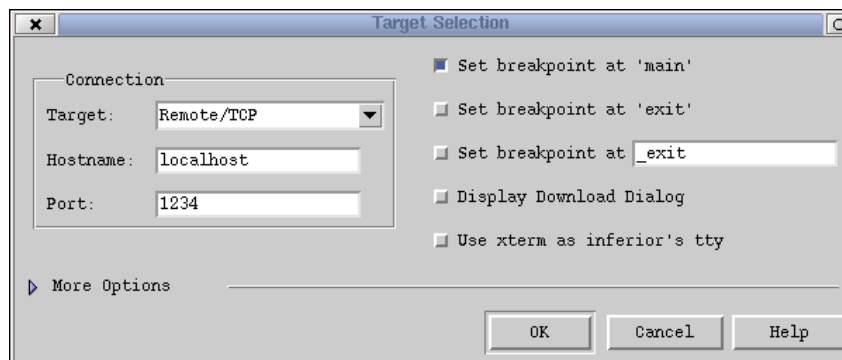 Target Selection
Connection
Target: Remote/TCP
Hostname: localhost
Port: 1234
Set breakpoint at 'main'
Set breakpoint at 'exit'
Set breakpoint at _exit
Display Download Dialog
Use xterm as inferior's tty
More Options
OK Cancel Help